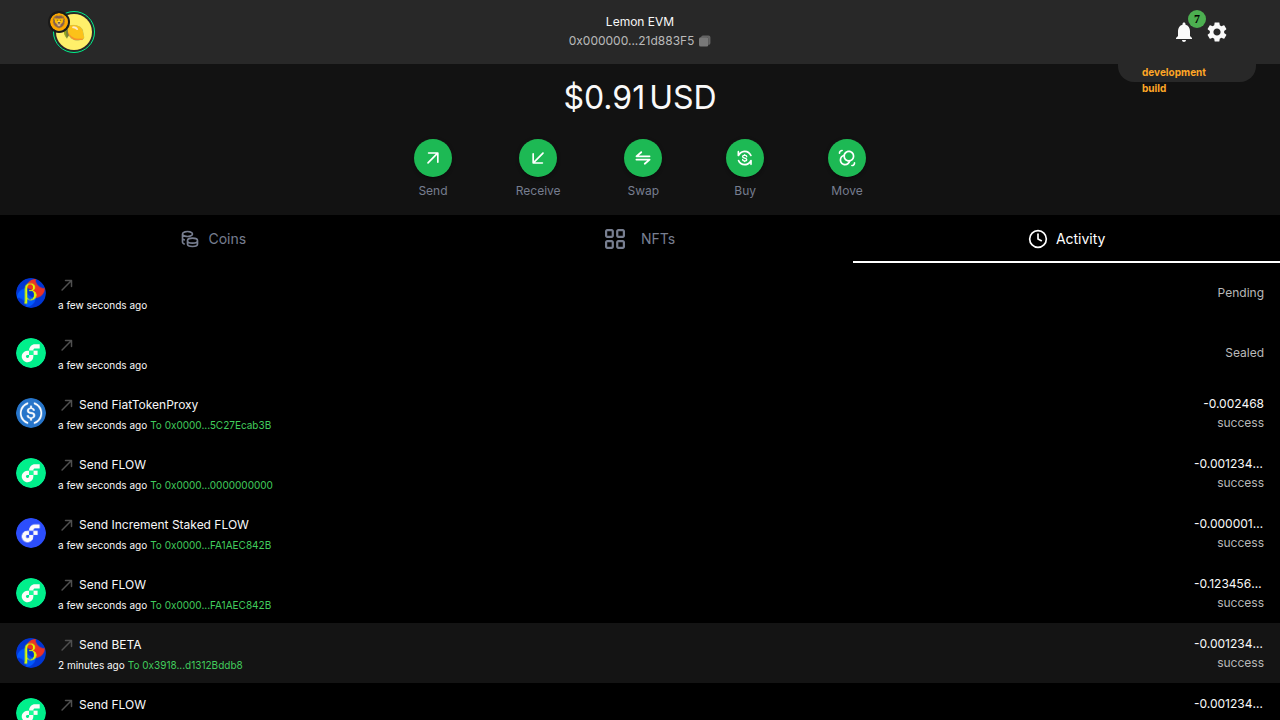 Lemon EVM
0x000000...21d883F5
7
development
build
$0.91 USD
Send
Receive
Swap
Buy
Move
Coins
NFTs
Activity
a few seconds ago
Pending
a few seconds ago
Sealed
Send FiatTokenProxy
-0.002468
a few seconds ago To 0x0000...5C27Ecab3B
success
Send FLOW
-0.001234...
a few seconds ago To 0x0000...0000000000
success
Send Increment Staked FLOW
-0.000001...
a few seconds ago To 0x0000...FA1AEC842B
success
Send FLOW
-0.123456...
a few seconds ago To 0x0000...FA1AEC842B
success
Send BETA
-0.001234...
2 minutes ago To 0x3918...d1312Bddb8
success
Send FLOW
-0.001234...